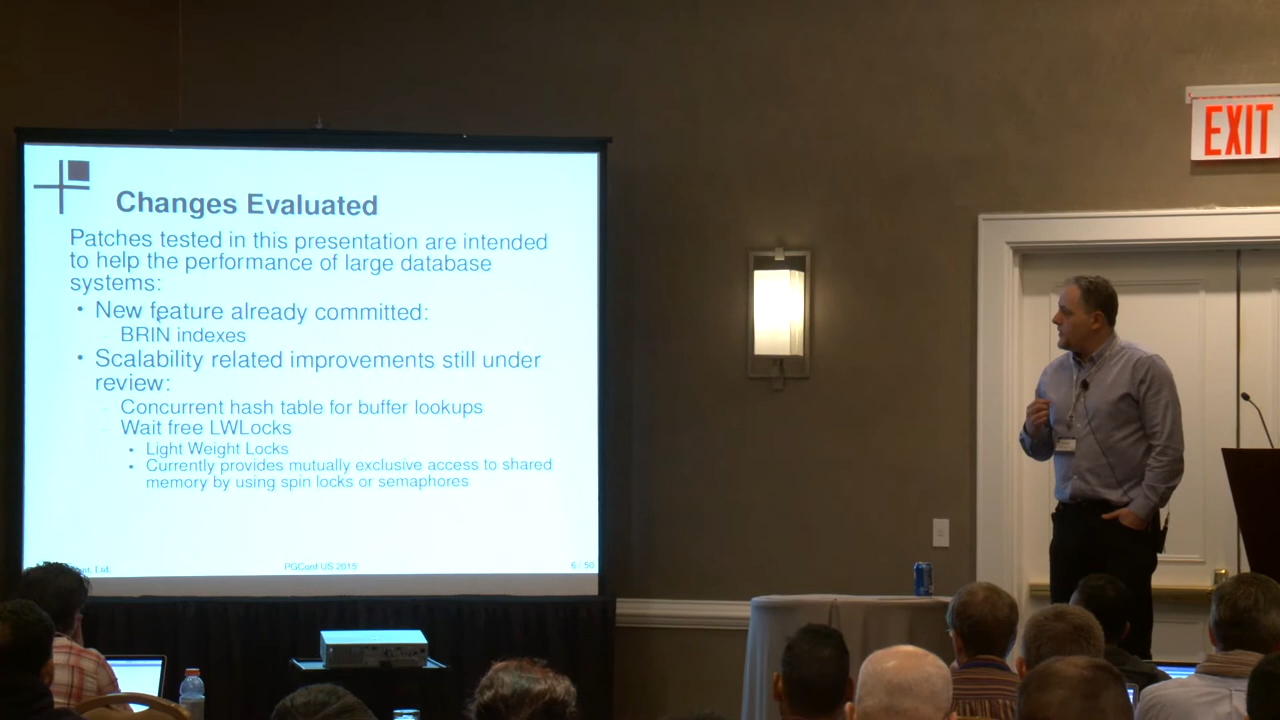 Changes Evaluated
Patches tested in this presentation are intended
to help the performance of large database
systems:
• New feature already committed:
BRIN indexes
• Scalability related improvements still under
review:
Concurrent hash table for buffer lookups
Wait free LWLocks
• Light Weight Locks
• Currently provides mutually exclusive access to shared
memory by using spin locks or semaphores
Ltd.
PGConf US 2015
6 / 50
EXIT